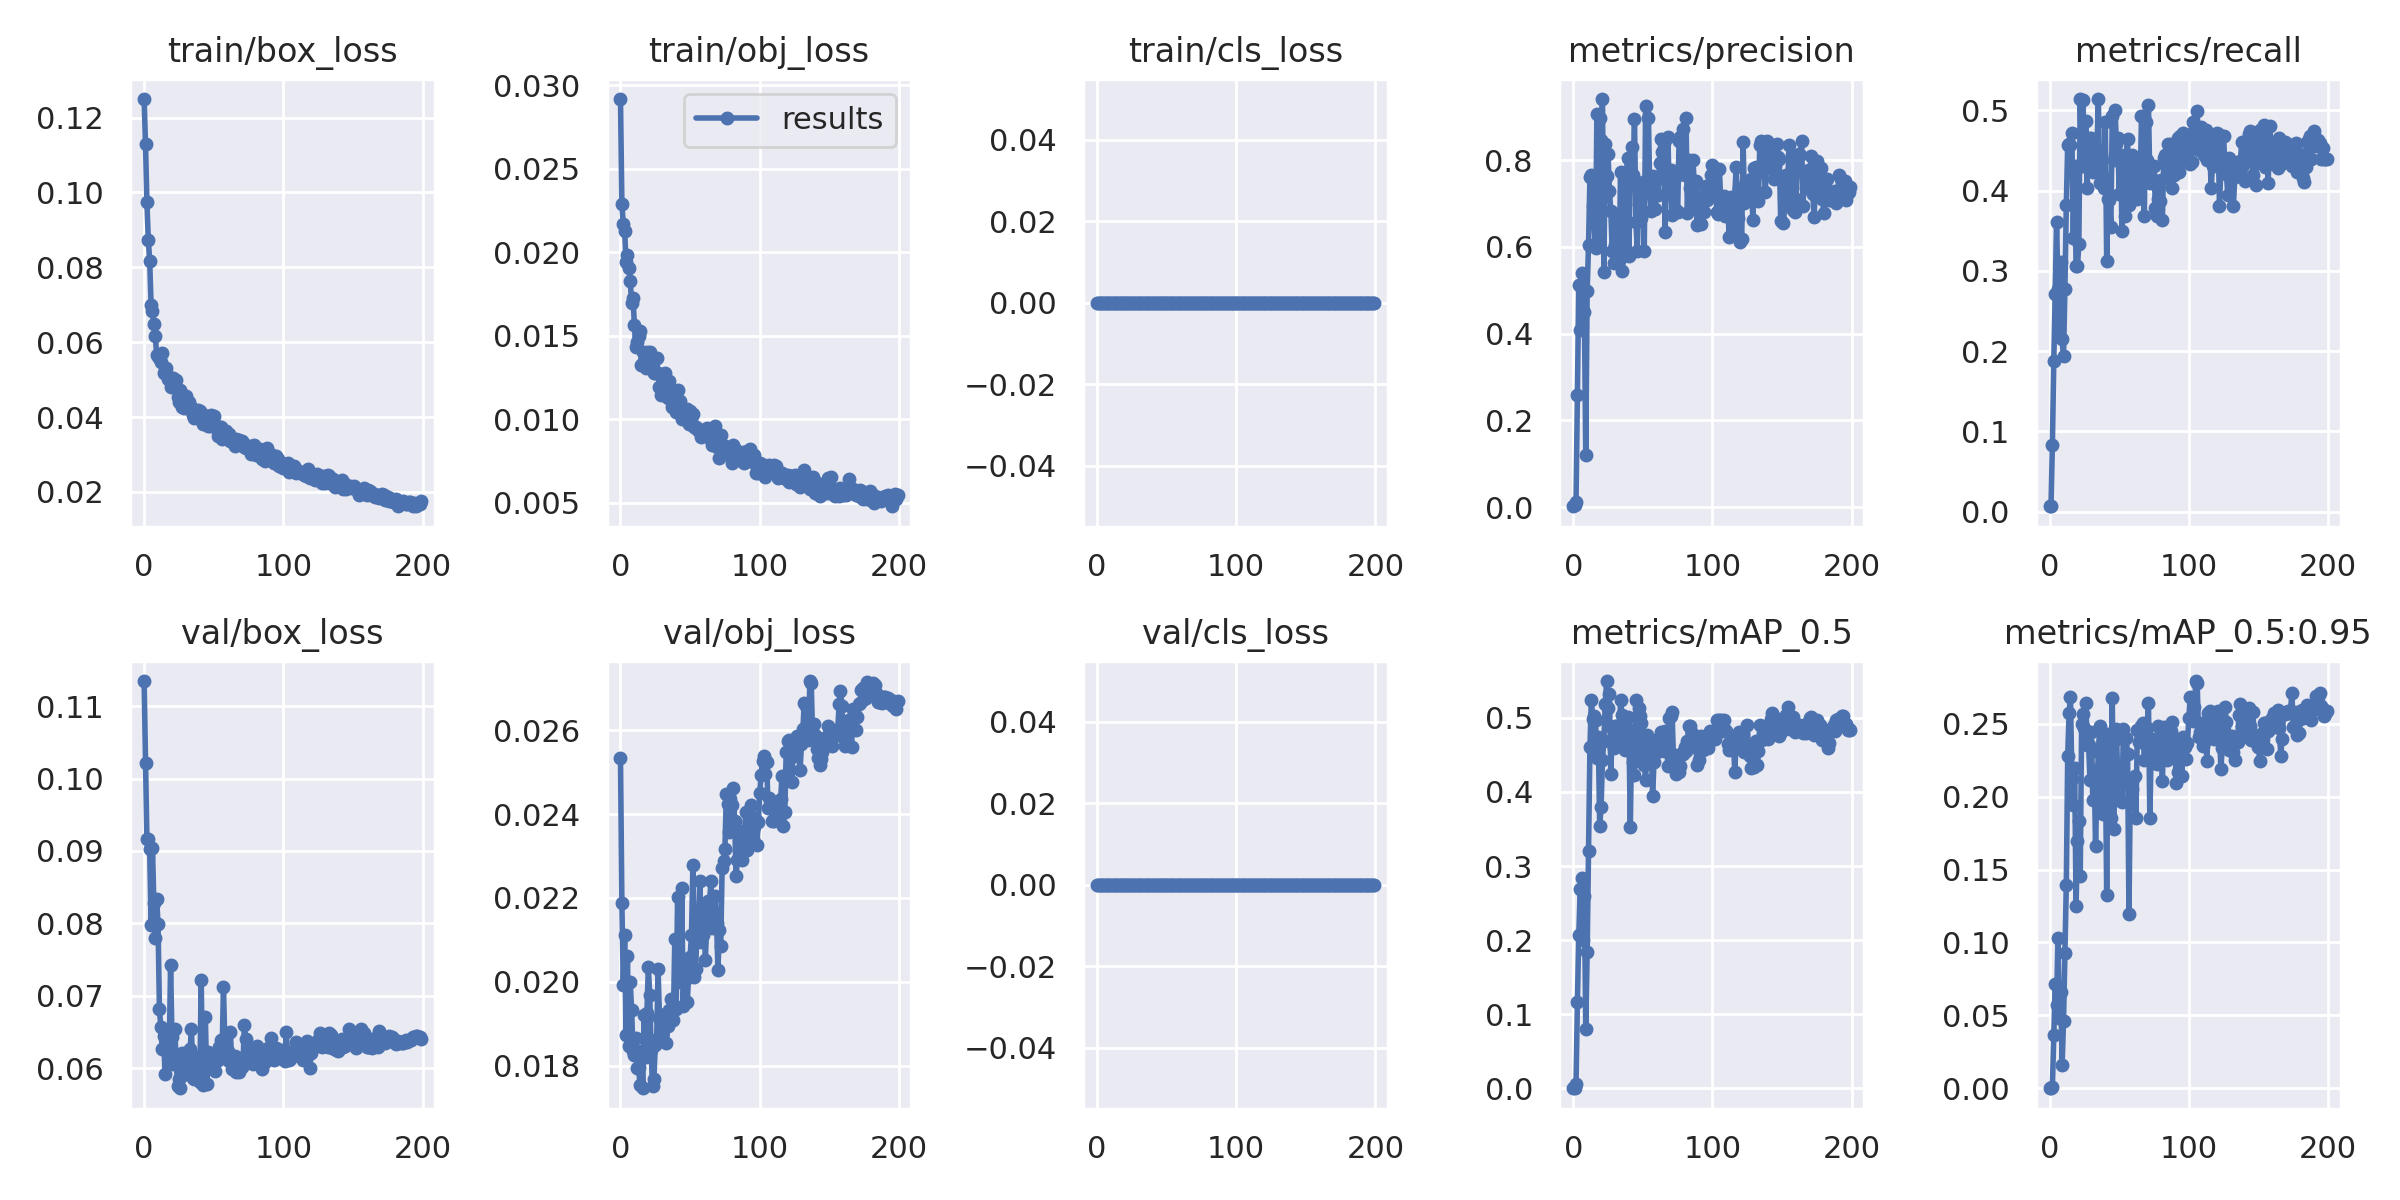 train/box_loss
0.12
0.10
0.08
0.06
0.04
0.02
0 100 200
train/obj_loss
results
0.030
0.025
0.020
0.015
0.010
0.005
0 100 200
train/cls_loss
0.04
0.02
0.00
−0.02
−0.04
0 100 200
metrics/precision
0.8
0.6
0.4
0.2
0.0
0 100 200
metrics/recall
0.5
0.4
0.3
0.2
0.1
0.0
0 100 200
val/box_loss
0.11
0.10
0.09
0.08
0.07
0.06
0 100 200
val/obj_loss
0.026
0.024
0.022
0.020
0.018
0 100 200
val/cls_loss
0.04
0.02
0.00
−0.02
−0.04
0 100 200
metrics/mAP_0.5
0.5
0.4
0.3
0.2
0.1
0.0
0 100 200
metrics/mAP_0.5:0.95
0.25
0.20
0.15
0.10
0.05
0.00
0 100 200